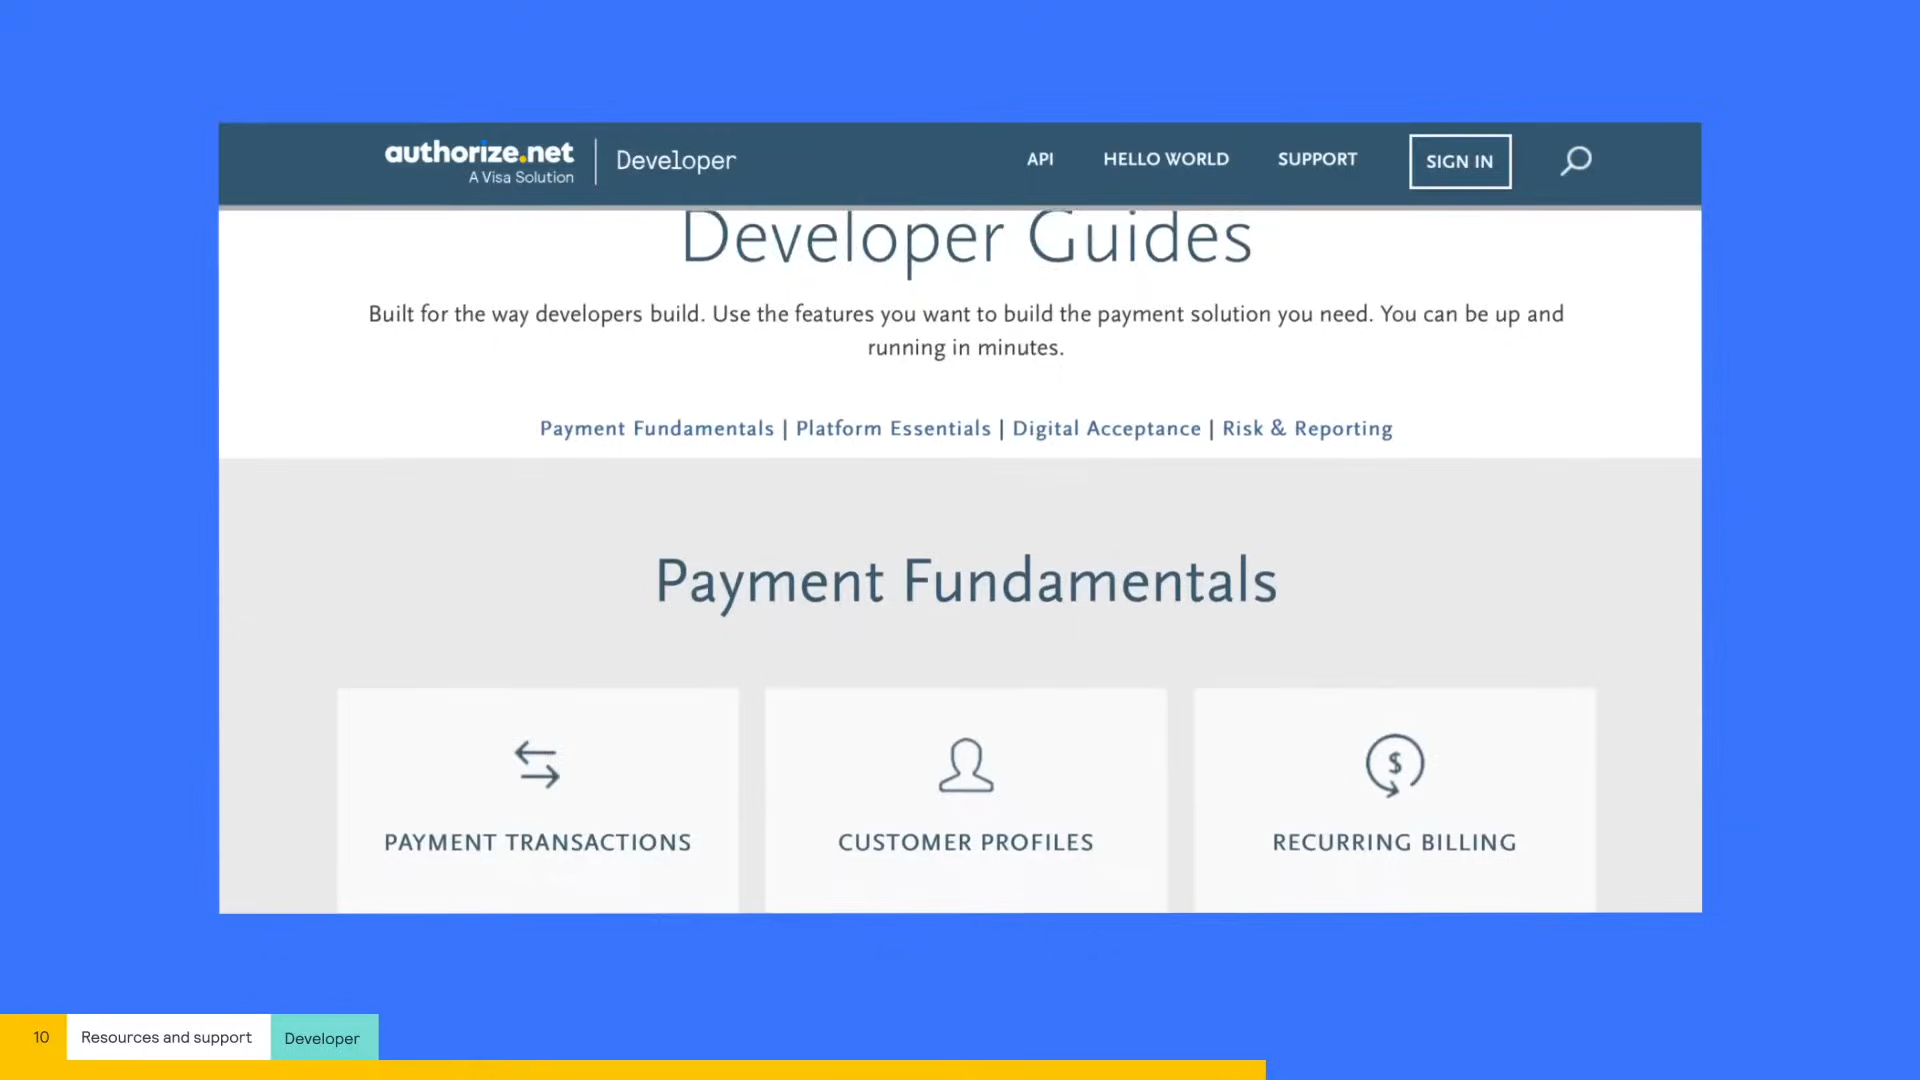 authorize.net
A Visa Solution
Developer
API
HELLO WORLD
SUPPORT
SIGN IN
Developer Guides
Built for the way developers build. Use the features you want to build the payment solution you need. You can be up and
running in minutes.
Payment Fundamentals | Platform Essentials | Digital Acceptance | Risk & Reporting
Payment Fundamentals
$
PAYMENT TRANSACTIONS
CUSTOMER PROFILES
RECURRING BILLING
10
Resources and support
Developer